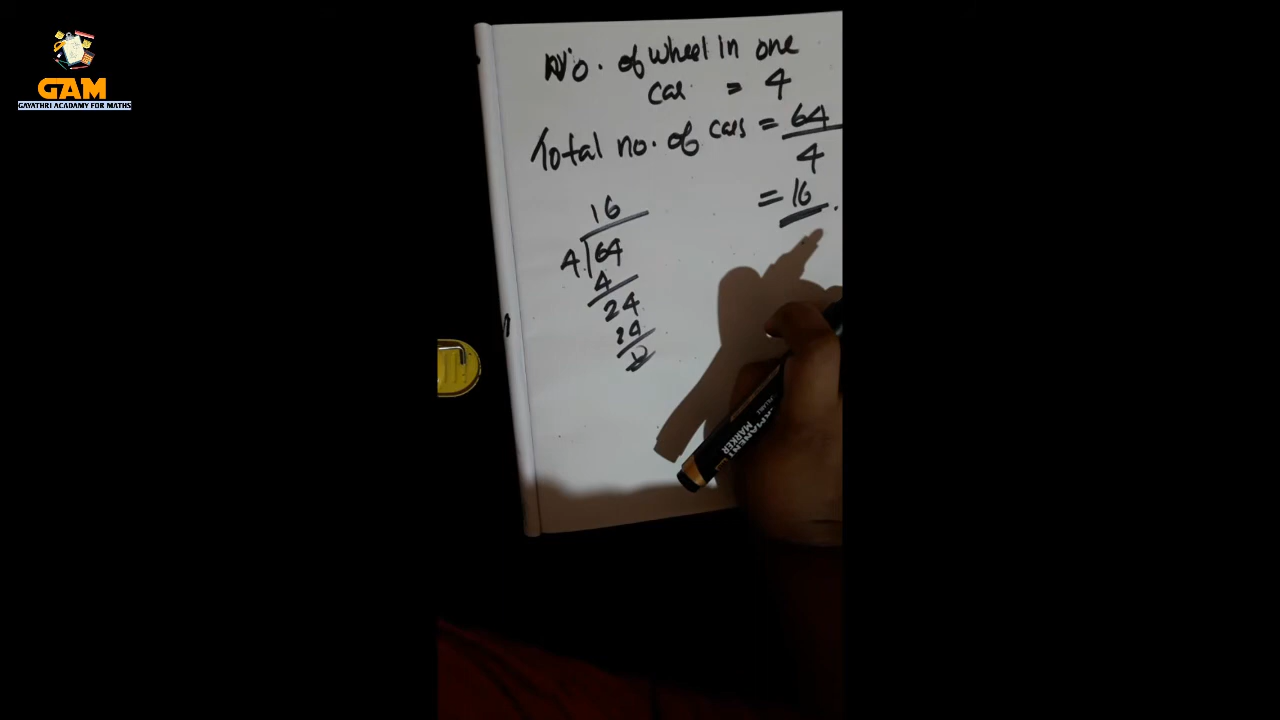 GAM
GAYATHRI ACADAMY FOR MATHS
No. of wheel in one
car = 4
Total no. of cars = 64
4
= 16
16
4 64
4
24
24
0
PERMANENT
MARKER